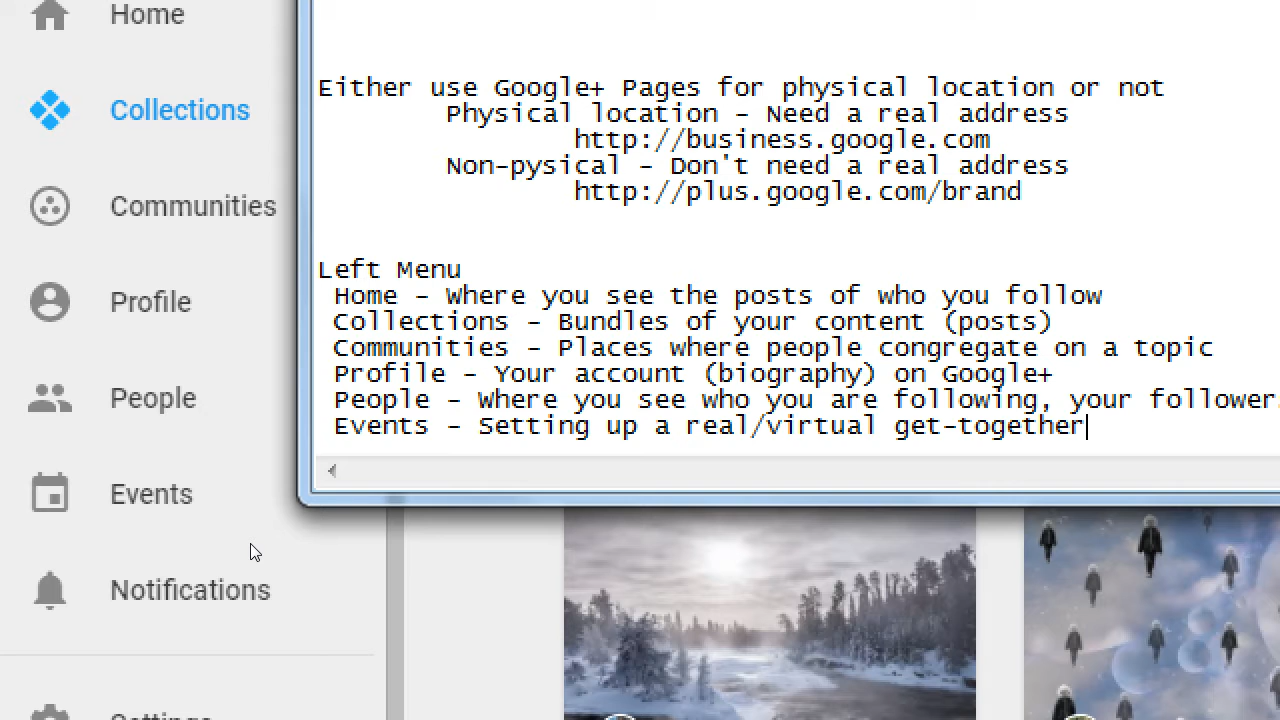 Home
Collections
Communities
Profile
People
Events
Notifications
Settings
Either use Google+ Pages for physical location or not
Physical location - Need a real address
http://business.google.com
Non-pysical - Don't need a real address
http://plus.google.com/brand
Left Menu
Home - Where you see the posts of who you follow
Collections - Bundles of your content (posts)
Communities - Places where people congregate on a topic
Profile - Your account (biography) on Google+
People - Where you see who you are following, your follower
Events - Setting up a real/virtual get-together